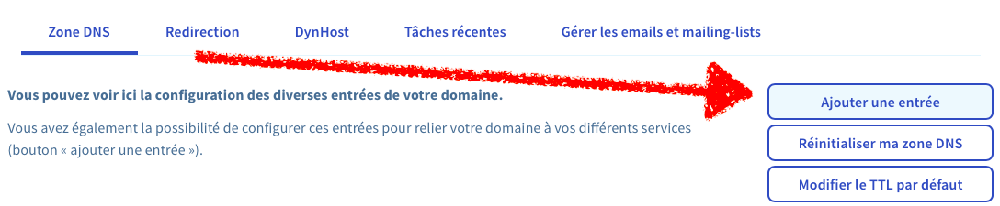 Zone DNS
Redirection
DynHost
Tâches récentes
Gérer les emails et mailing-lists
Vous pouvez voir ici la configuration des diverses entrées de votre domaine.
Vous avez également la possibilité de configurer ces entrées pour relier votre domaine à vos différents services
(bouton « ajouter une entrée »).
Ajouter une entrée
Réinitialiser ma zone DNS
Modifier le TTL par défaut